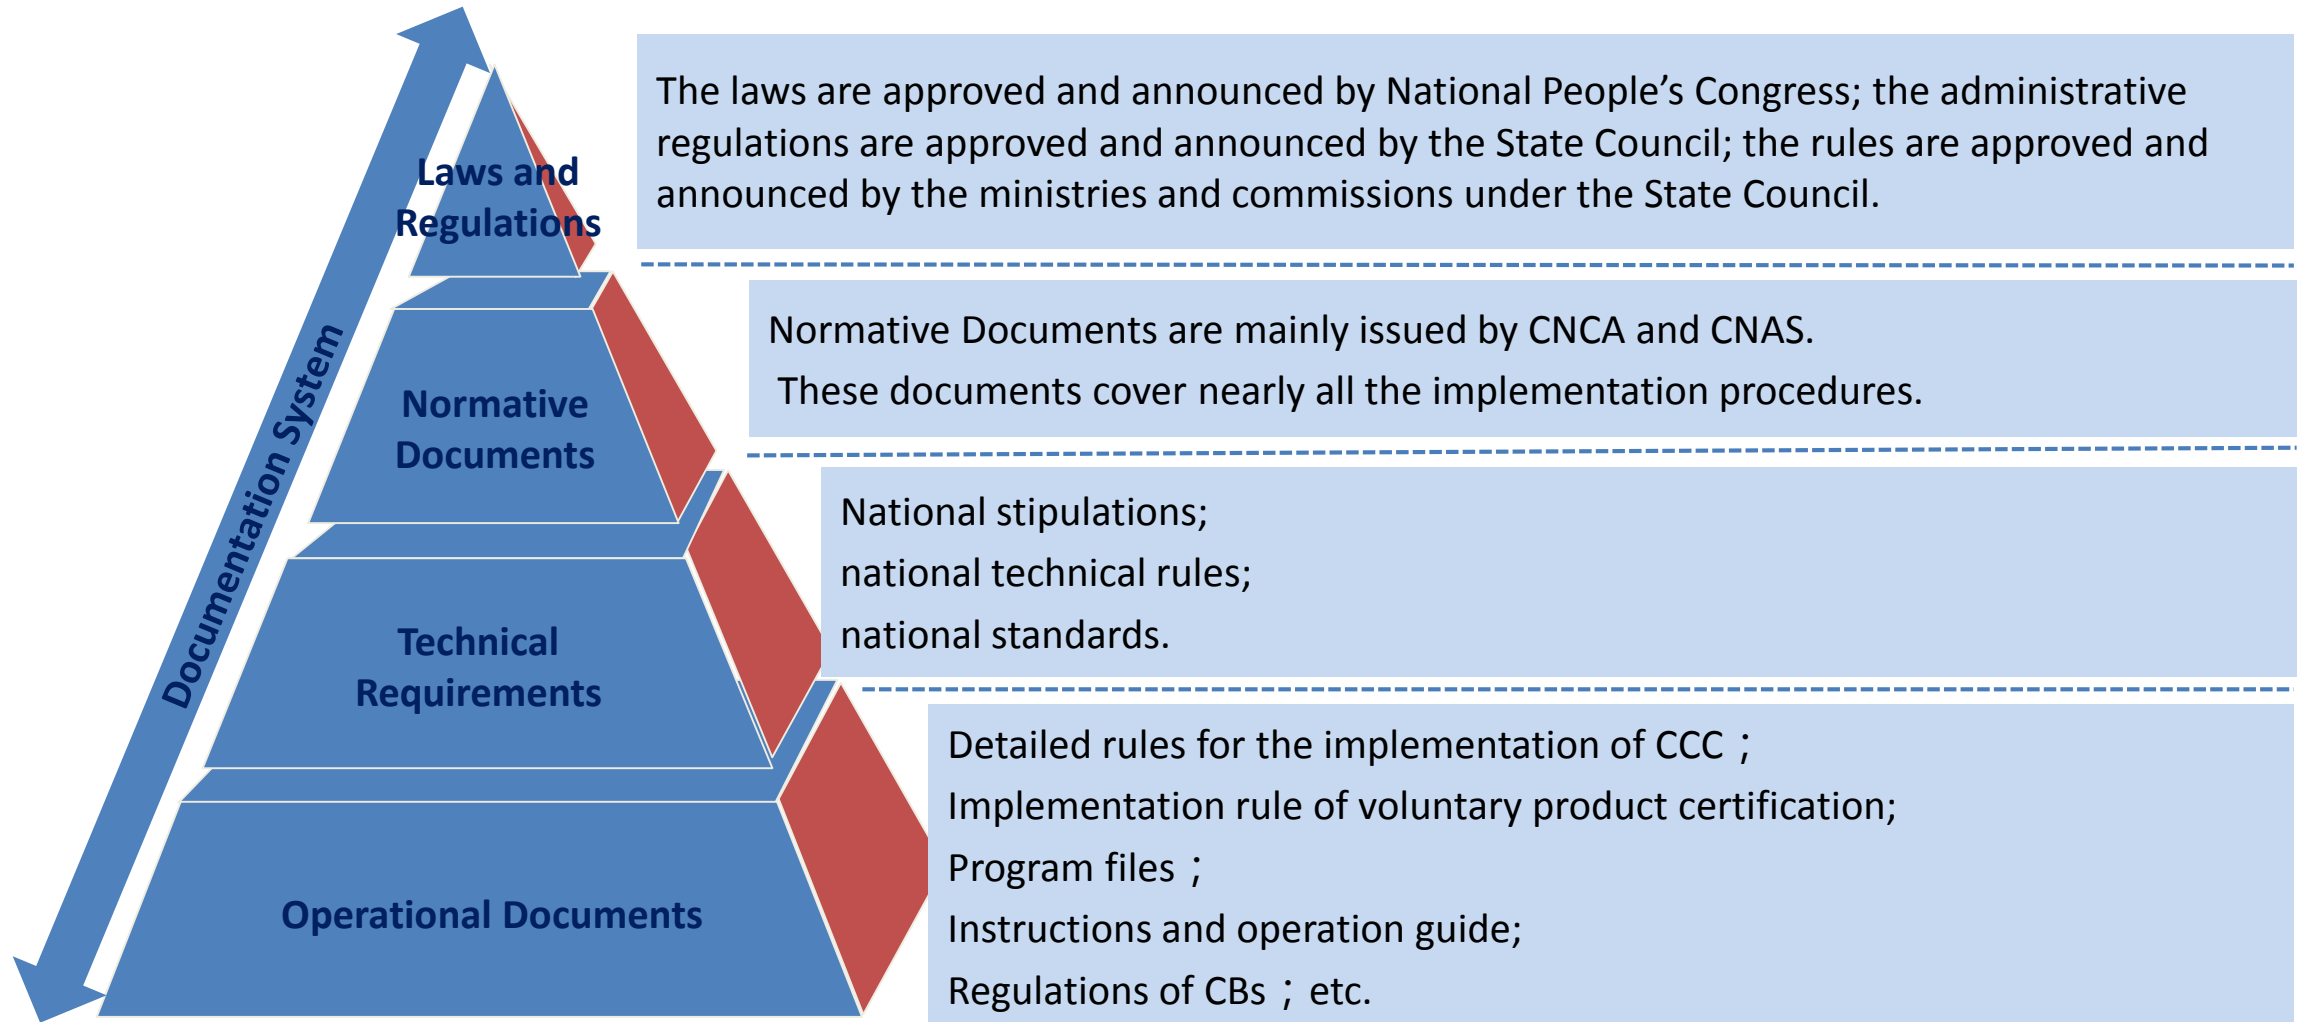 Documentation System
Laws and
Regulations
The laws are approved and announced by National People’s Congress; the administrative
regulations are approved and announced by the State Council; the rules are approved and
announced by the ministries and commissions under the State Council.
Normative
Documents
Normative Documents are mainly issued by CNCA and CNAS.
These documents cover nearly all the implementation procedures.
Technical
Requirements
National stipulations;
national technical rules;
national standards.
Operational Documents
Detailed rules for the implementation of CCC；
Implementation rule of voluntary product certification;
Program files；
Instructions and operation guide;
Regulations of CBs；etc.